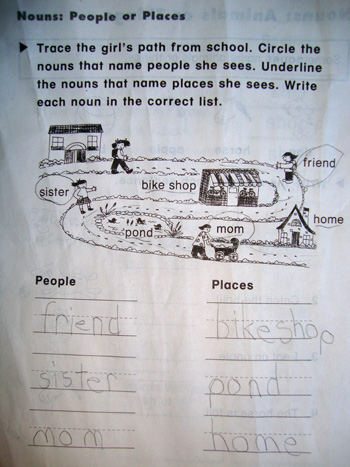 Nouns: People or Places
▶ Trace the girl's path from school. Circle the
nouns that name people she sees. Underline
the nouns that name places she sees. Write
each noun in the correct list.
friend
sister
bike shop
home
pond
mom
People
Places
friend
bike shop
sister
pond
mom
home